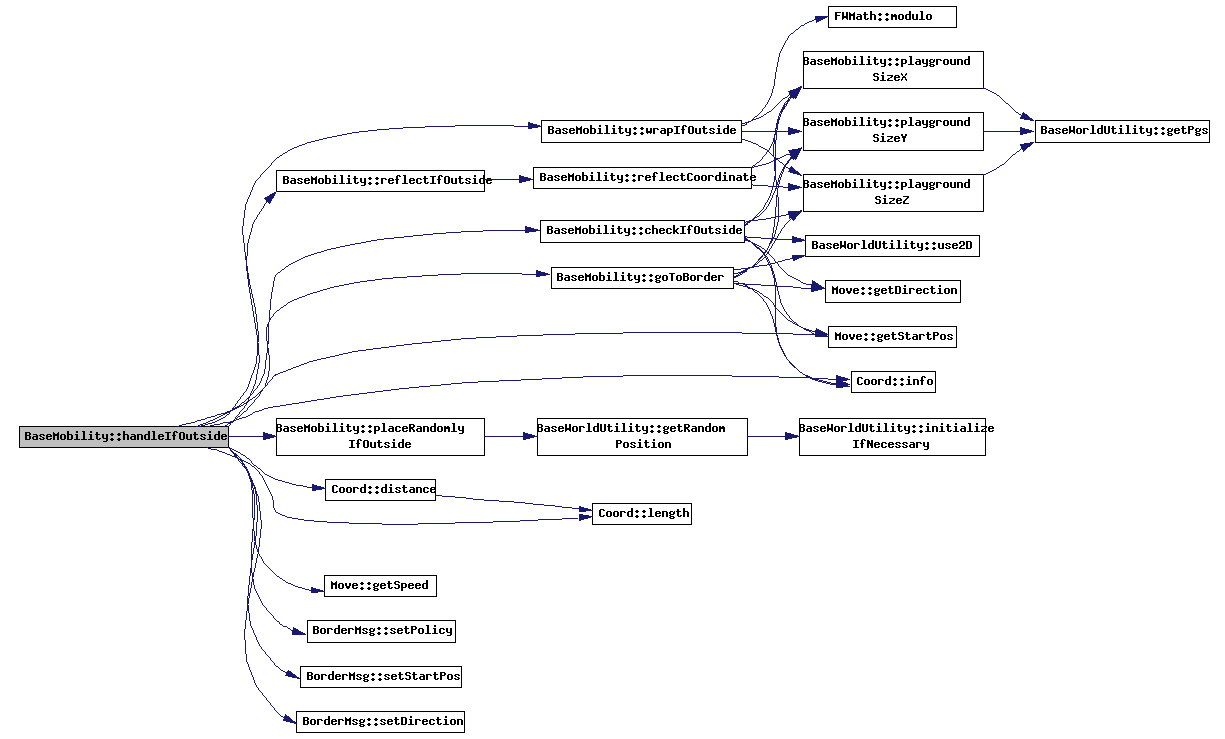 FWMath::modulo
BaseMobility::playground
SizeX
BaseMobility::wrapIfOutside
BaseMobility::playground
SizeY
BaseWorldUtility::getPgs
BaseMobility::reflectIfOutside
BaseMobility::reflectCoordinate
BaseMobility::playground
SizeZ
BaseMobility::checkIfOutside
BaseWorldUtility::use2D
BaseMobility::goToBorder
Move::getDirection
Move::getStartPos
Coord::info
BaseMobility::handleIfOutside
BaseMobility::placeRandomly
IfOutside
BaseWorldUtility::getRandom
Position
BaseWorldUtility::initialize
IfNecessary
Coord::distance
Coord::length
Move::getSpeed
BorderMsg::setPolicy
BorderMsg::setStartPos
BorderMsg::setDirection